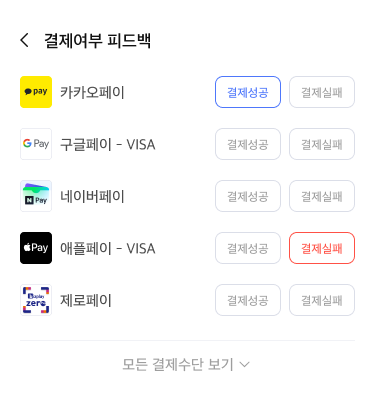 결제여부 피드백
pay 카카오페이 결제성공 결제실패
G Pay 구글페이 - VISA 결제성공 결제실패
N Pay 네이버페이 결제성공 결제실패
Pay 애플페이 - VISA 결제성공 결제실패
zero 제로페이 결제성공 결제실패
모든 결제수단 보기